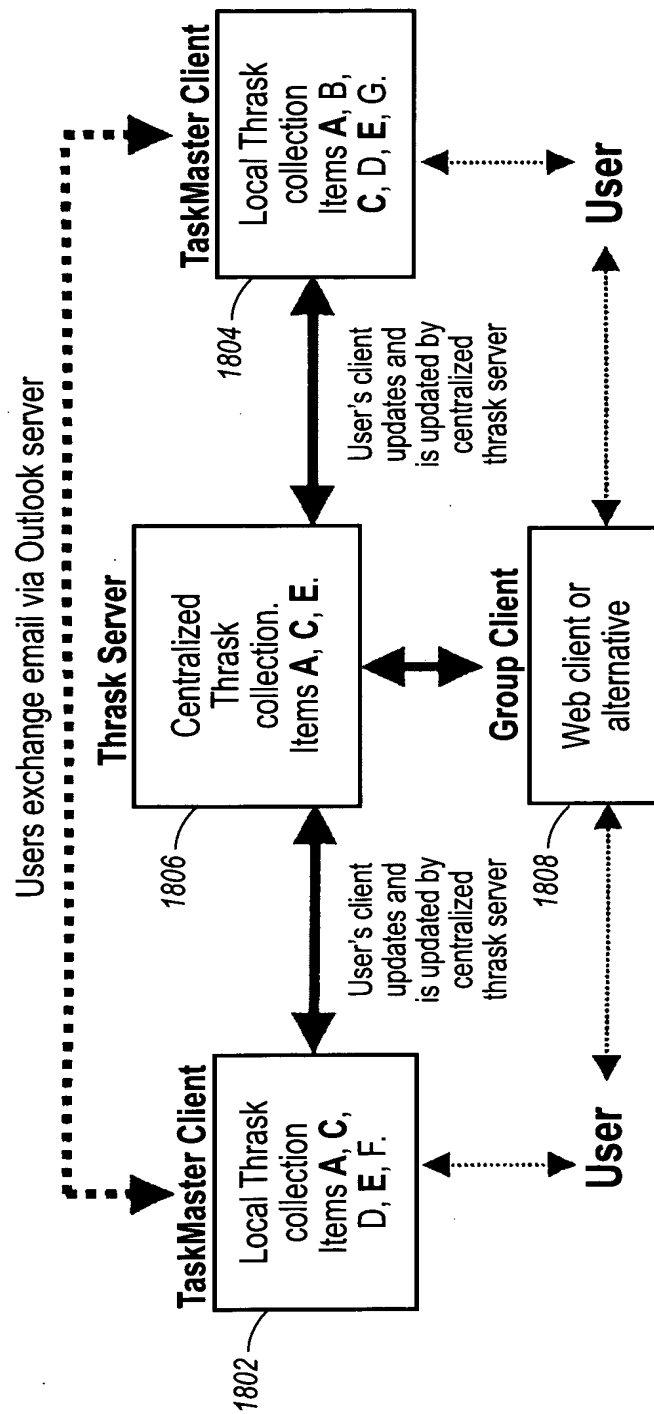 Users exchange email via Outlook server
TaskMaster Client
Local Thrask
collection
Items A, C,
D, E, F.
1802
User's client
updates and
is updated by
centralized
thrask server
Thrask Server
Centralized
Thrask
collection.
Items A, C, E.
1806
User's client
updates and
is updated by
centralized
thrask server
TaskMaster Client
Local Thrask
collection
Items A, B,
C, D, E, G.
1804
User
Group Client
Web client or
alternative
1808
User